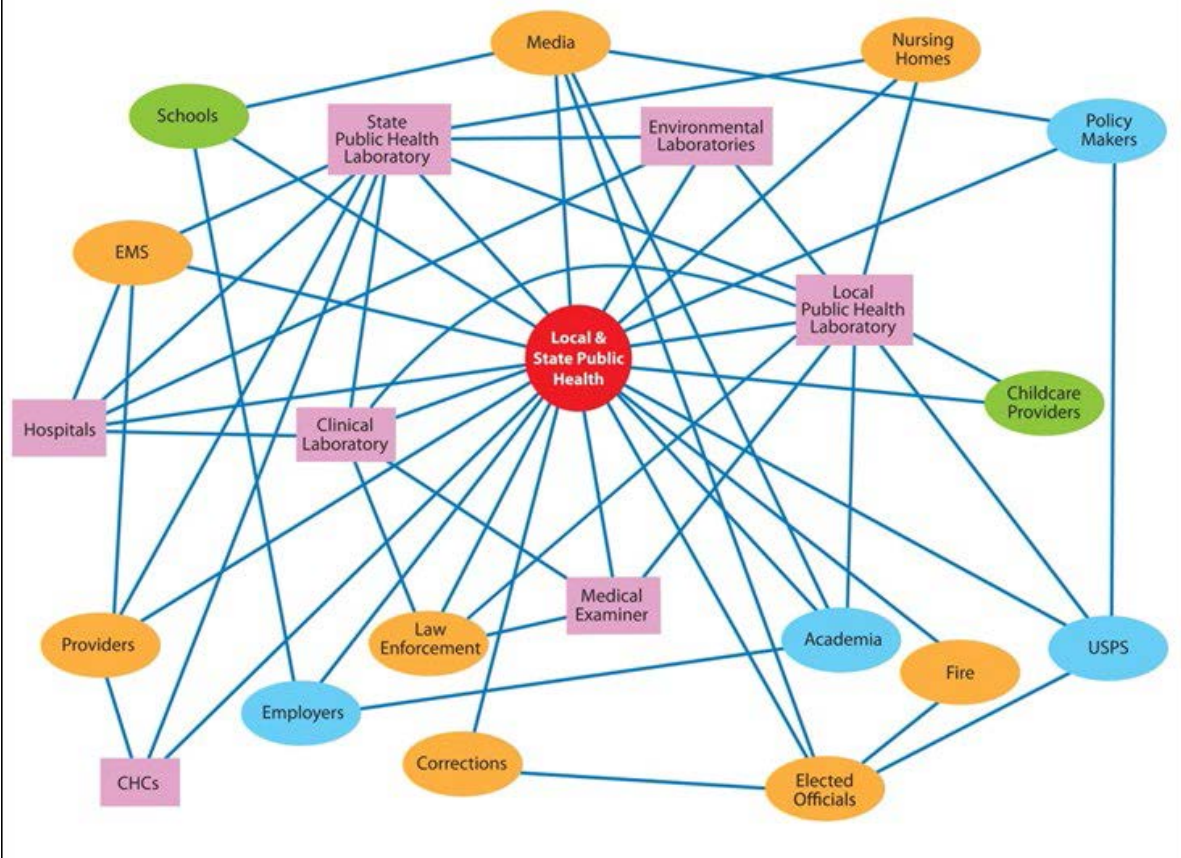 Media
Nursing
Homes
Schools
State
Public Health
Laboratory
Environmental
Laboratories
Policy
Makers
EMS
Local
Public Health
Laboratory
Local &
State Public
Health
Childcare
Providers
Hospitals
Clinical
Laboratory
Medical
Examiner
Providers
Law
Enforcement
Academia
USPS
Fire
Employers
Corrections
CHCs
Elected
Officials